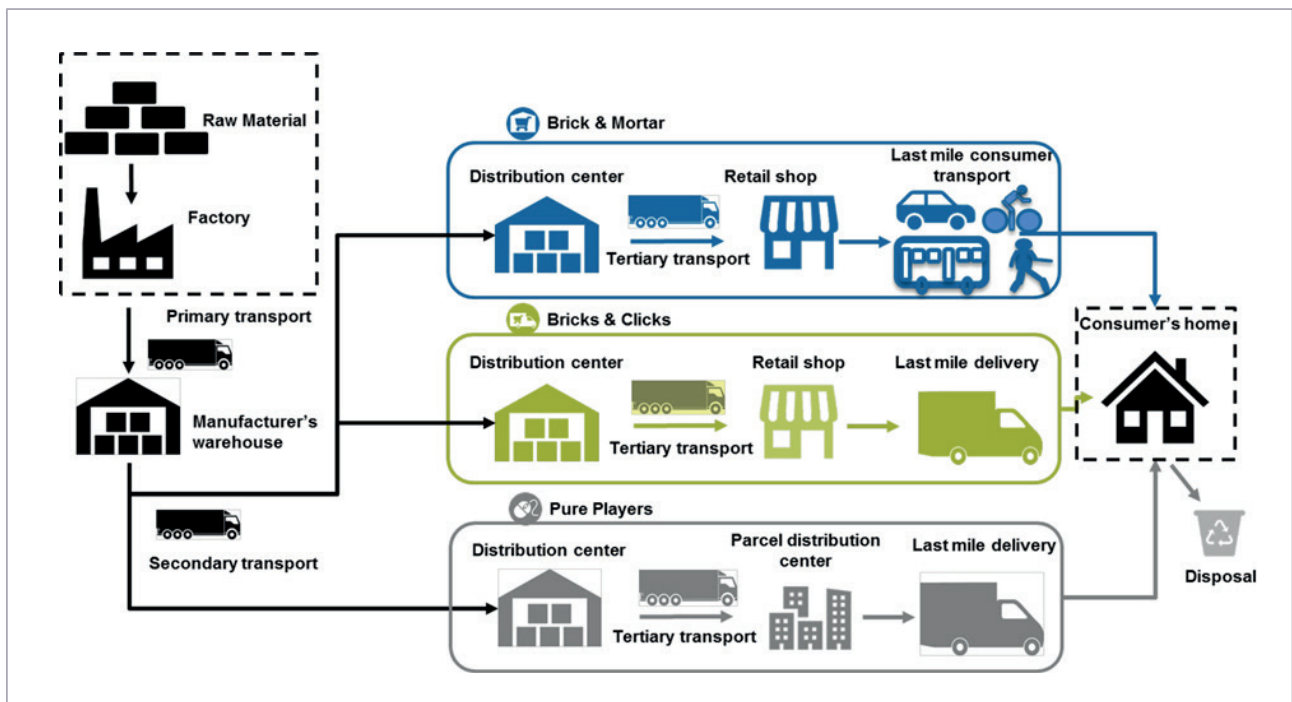 Raw Material
Factory
Primary transport
Manufacturer's
warehouse
Secondary transport
Brick & Mortar
Distribution center
Tertiary transport
Retail shop
Last mile consumer
transport
Bricks & Clicks
Distribution center
Tertiary transport
Retail shop
Last mile delivery
Pure Players
Distribution center
Tertiary transport
Parcel distribution
center
Last mile delivery
Consumer's home
Disposal